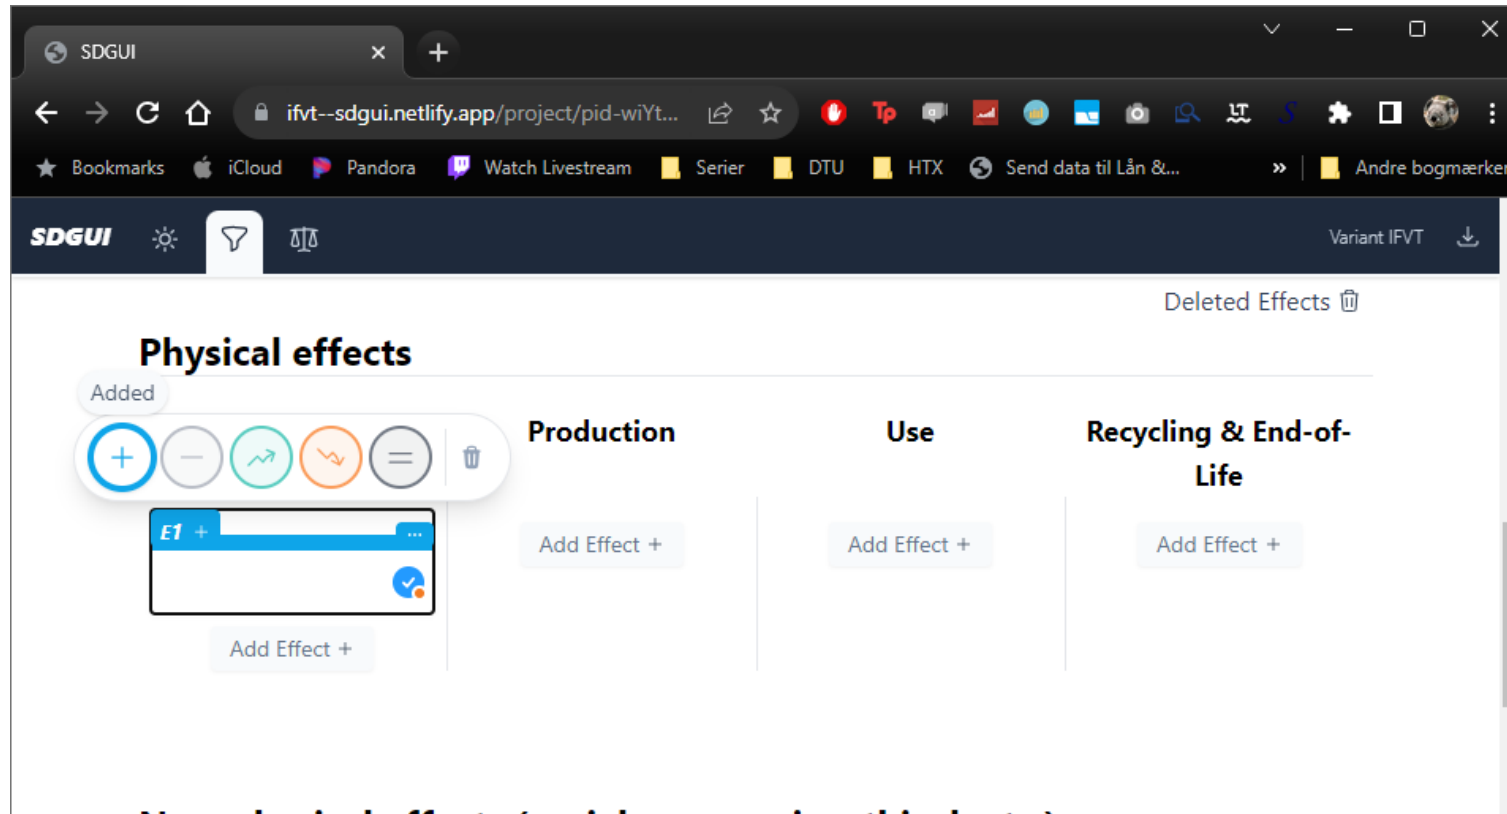 SDGUI
ifvt--sdgui.netlify.app/project/pid-wiYt...
Bookmarks iCloud Pandora Watch Livestream Serier DTU HTX Send data til Lån &... » Andre bogmærker
SDGUI Variant IFVT
Deleted Effects
Physical effects
Added
Production Use Recycling & End-of-
Life
E1 + ...
Add Effect + Add Effect + Add Effect +
Add Effect +